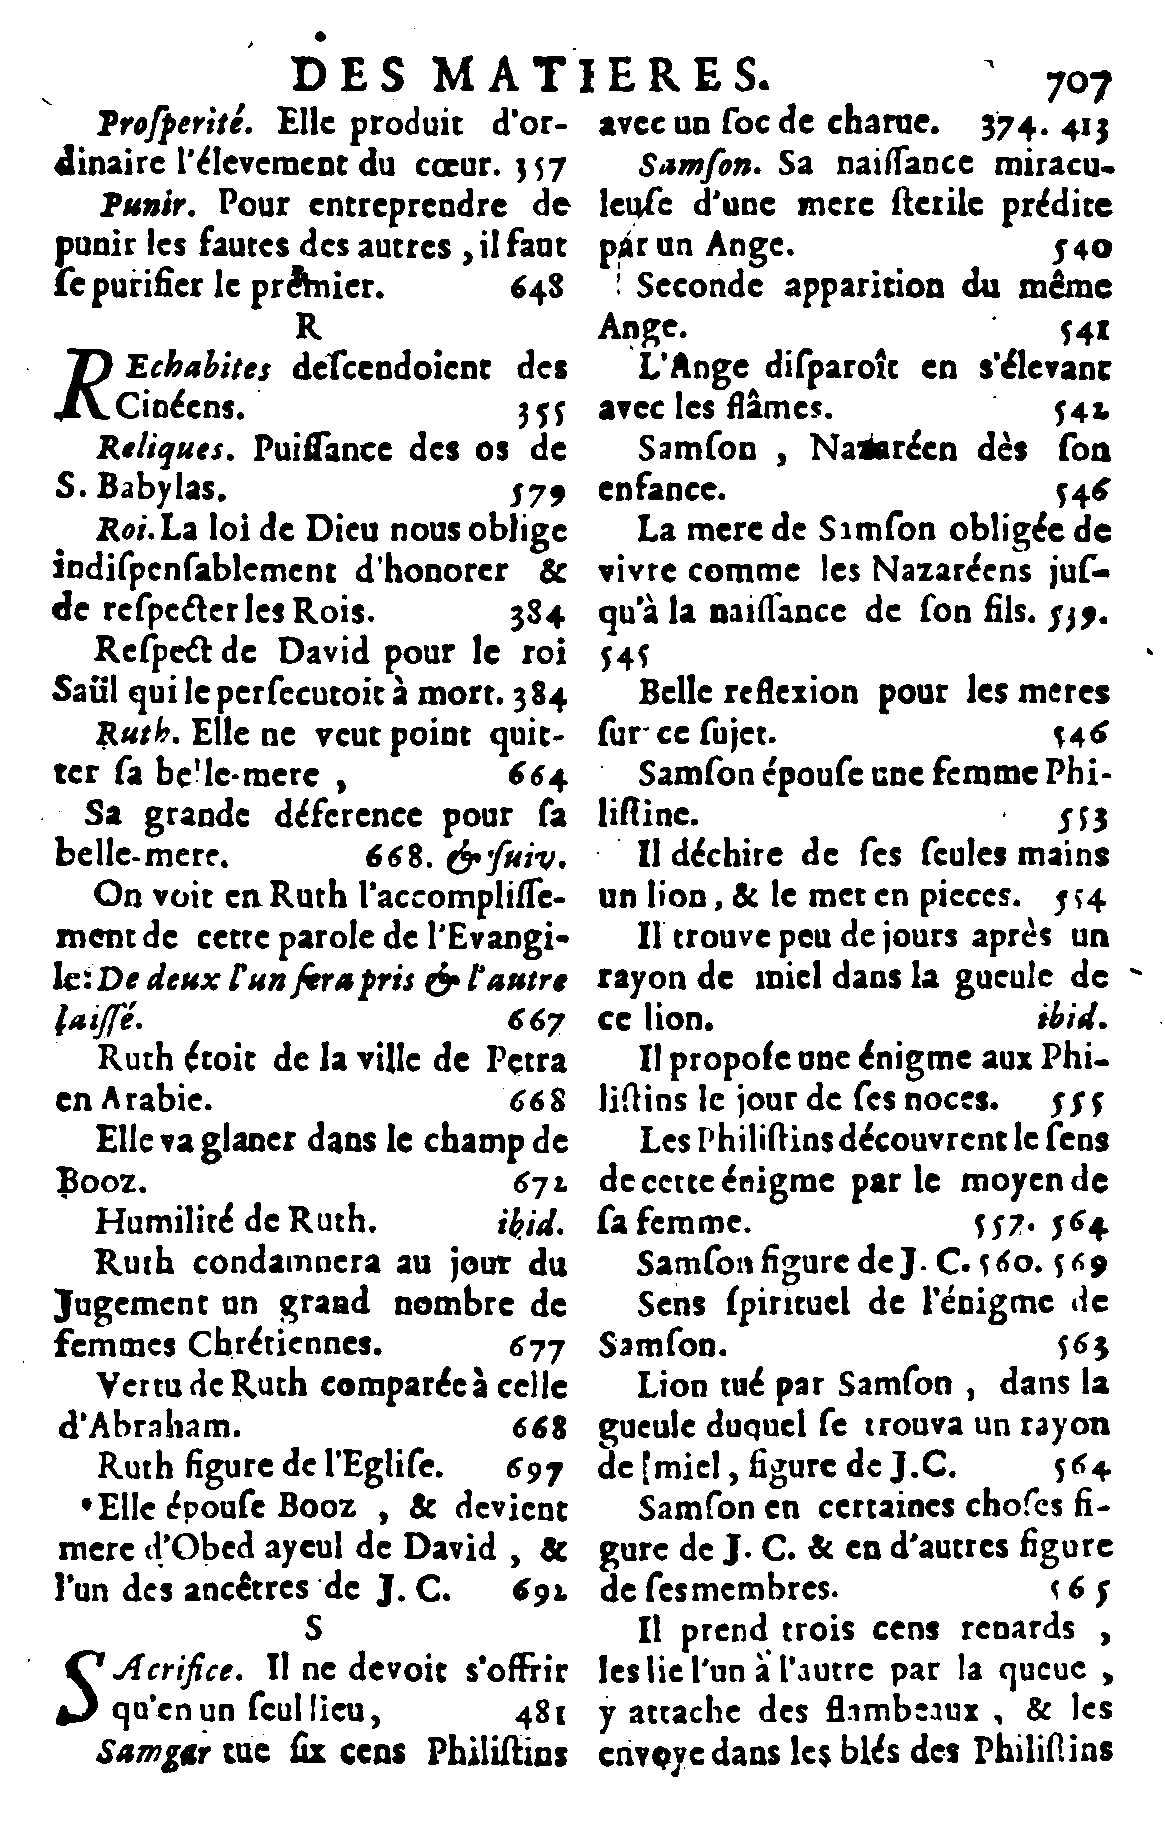 DES MATIERES. 707
Proſperité. Elle produit d'or-
dinaire l'élevement du cœur. 357
Punir. Pour entreprendre de
punir les fautes des autres, il faut
ſe purifier le premier. 648
R
REchabites deſcendoient des
Cinéens. 355
Reliques. Puiſſance des os de
S. Babylas. 579
Roi. La loi de Dieu nous oblige
indiſpenſablement d'honorer &
de reſpecter les Rois. 384
Reſpect de David pour le roi
Saül qui le perſecutoit à mort. 384
Ruth. Elle ne veut point quit-
ter ſa belle-mere, 664
Sa grande déference pour ſa
belle-mere. 668. & ſuiv.
On voit en Ruth l'accompliſſe-
ment de cette parole de l'Evangi-
le: De deux l'un ſera pris & l'autre
laiſſé. 667
Ruth étoit de la ville de Petra
en Arabie. 668
Elle va glaner dans le champ de
Booz. 672
Humilité de Ruth. ibid.
Ruth condamnera au jour du
Jugement un grand nombre de
femmes Chrétiennes. 677
Vertu de Ruth comparée à celle
d'Abraham. 668
Ruth figure de l'Egliſe. 697
Elle épouſe Booz, & devient
mere d'Obed ayeul de David, &
l'un des ancêtres de J. C. 692
S
SAcrifice. Il ne devoit s'offrir
qu'en un ſeul lieu, 481
Samgar tue ſix cens Philiſtins
avec un ſoc de charue. 374. 413
Samſon. Sa naiſſance miracu-
leuſe d'une mere ſterile prédite
par un Ange. 540
Seconde apparition du même
Ange. 541
L'Ange diſparoît en s'élevant
avec les flâmes. 542
Samſon, Nazaréen dès ſon
enfance. 546
La mere de Samſon obligée de
vivre comme les Nazaréens juſ-
qu'à la naiſſance de ſon fils. 539.
545
Belle reflexion pour les meres
ſur ce ſujet. 546
Samſon épouſe une femme Phi-
liſtine. 553
Il déchire de ſes ſeules mains
un lion, & le met en pieces. 554
Il trouve peu de jours après un
rayon de miel dans la gueule de
ce lion. ibid.
Il propoſe une énigme aux Phi-
liſtins le jour de ſes noces. 555
Les Philiſtins découvrent le ſens
de cette énigme par le moyen de
ſa femme. 557. 564
Samſon figure de J. C. 560. 569
Sens ſpirituel de l'énigme de
Samſon. 563
Lion tué par Samſon, dans la
gueule duquel ſe trouva un rayon
de miel, figure de J.C. 564
Samſon en certaines choſes fi-
gure de J. C. & en d'autres figure
de ſes membres. 565
Il prend trois cens renards,
les lie l'un à l'autre par la queue,
y attache des flambeaux, & les
envoye dans les blés des Philiſtins